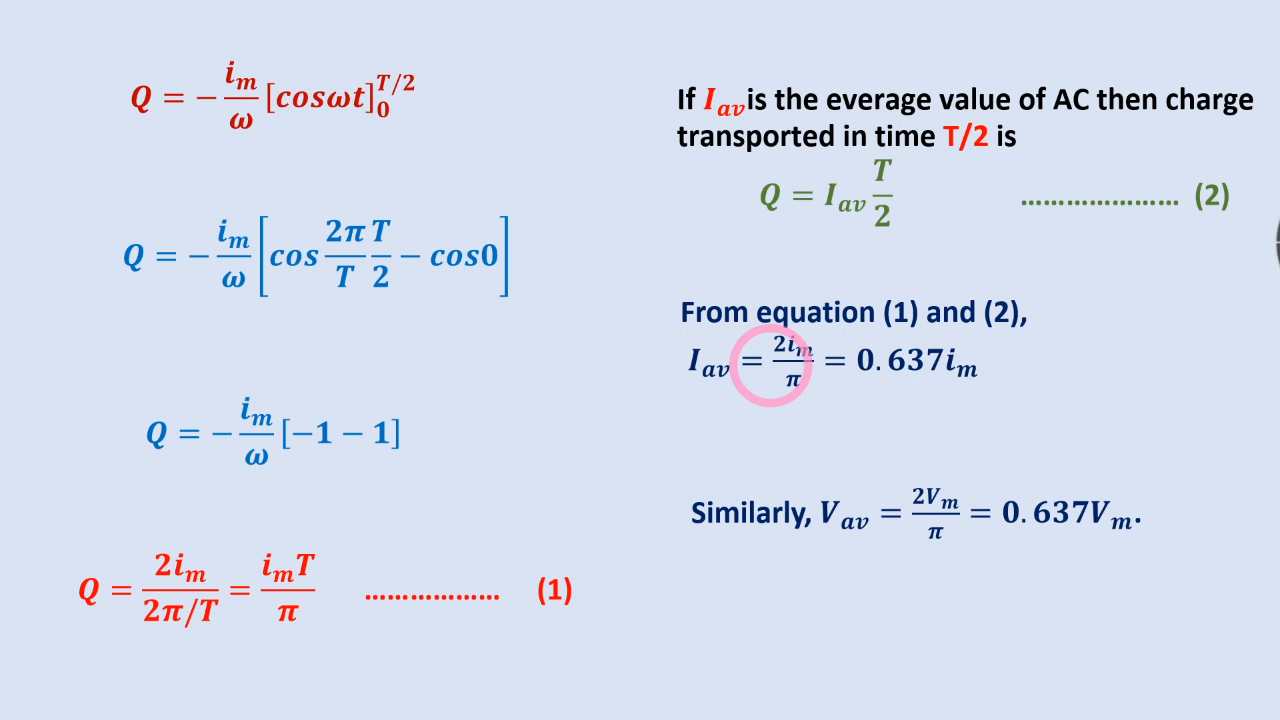 Q = − i_m/ω [cosωt]_0^{T/2}
Q = − i_m/ω [cos 2π/T T/2 − cos0]
Q = − i_m/ω [−1 − 1]
Q = 2i_m/2π/T = i_mT/π ……………… (1)
If I_av is the everage value of AC then charge
transported in time T/2 is
Q = I_av T/2 ………………… (2)
From equation (1) and (2),
I_av = 2i_m/π = 0.637i_m
Similarly, V_av = 2V_m/π = 0.637V_m.